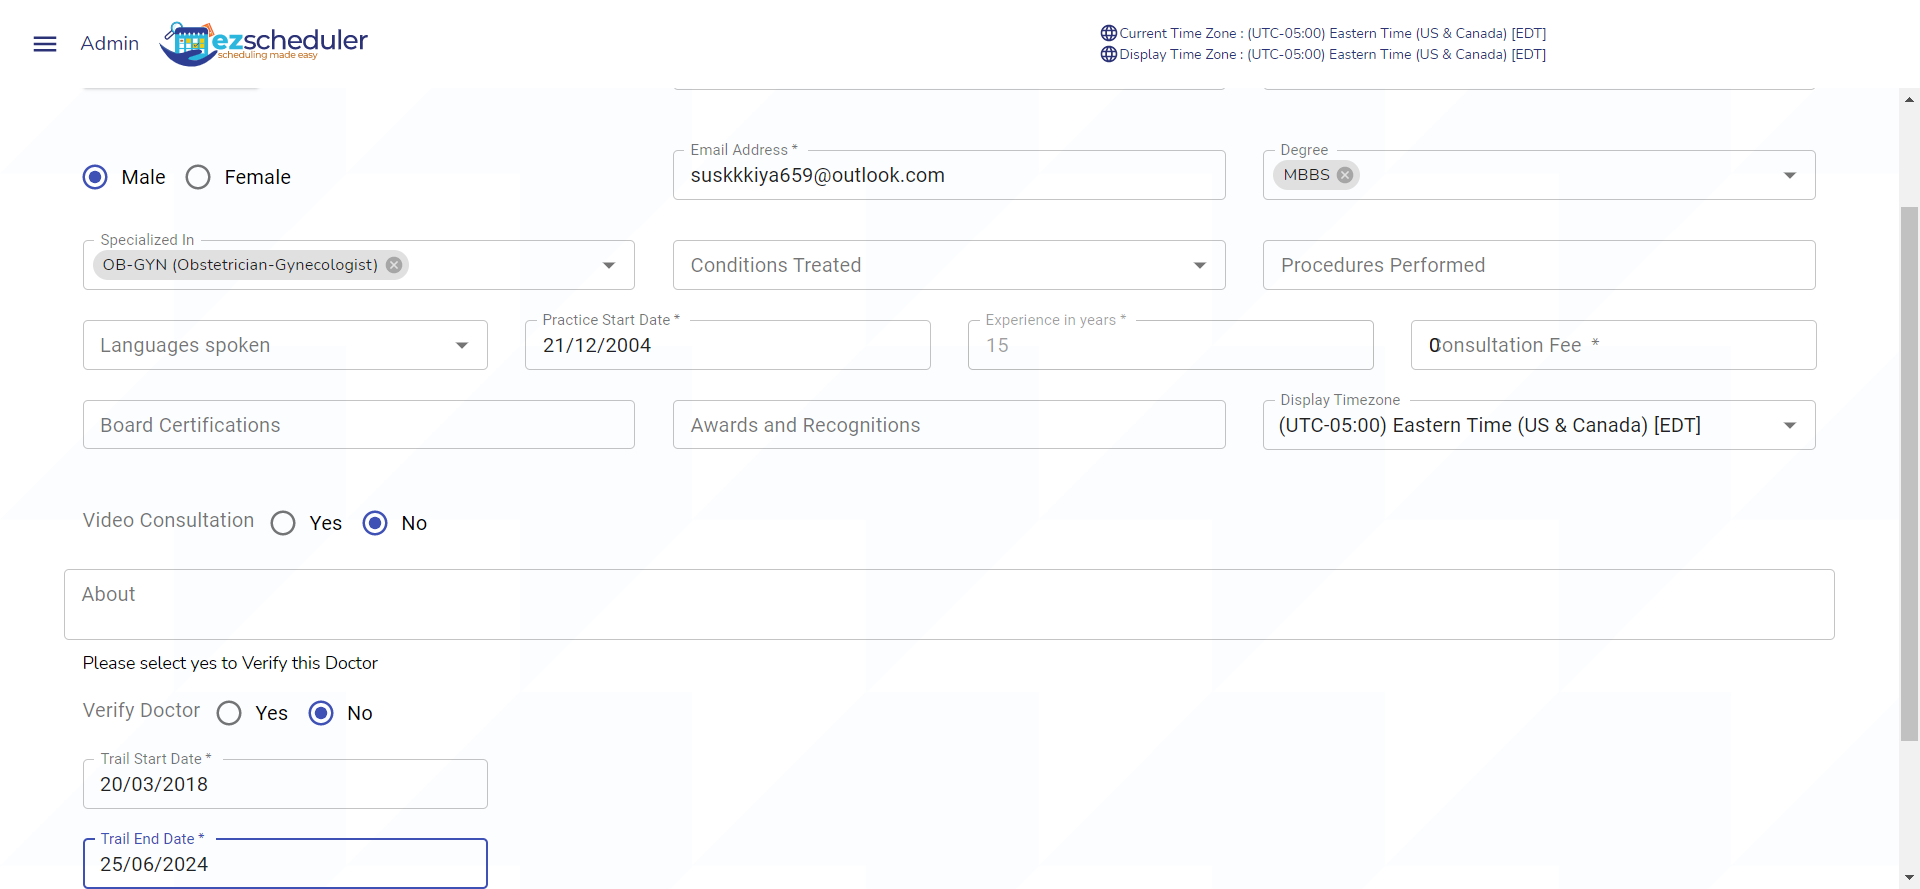 Admin
ezscheduler
scheduling made easy
Current Time Zone : (UTC-05:00) Eastern Time (US & Canada) [EDT]
Display Time Zone : (UTC-05:00) Eastern Time (US & Canada) [EDT]
Male
Female
Email Address *
suskkkiya659@outlook.com
Degree
MBBS
Specialized In
OB-GYN (Obstetrician-Gynecologist)
Conditions Treated
Procedures Performed
Languages spoken
Practice Start Date *
21/12/2004
Experience in years *
15
0
Consultation Fee *
Board Certifications
Awards and Recognitions
Display Timezone
(UTC-05:00) Eastern Time (US & Canada) [EDT]
Video Consultation
Yes
No
About
Please select yes to Verify this Doctor
Verify Doctor
Yes
No
Trail Start Date *
20/03/2018
Trail End Date *
25/06/2024